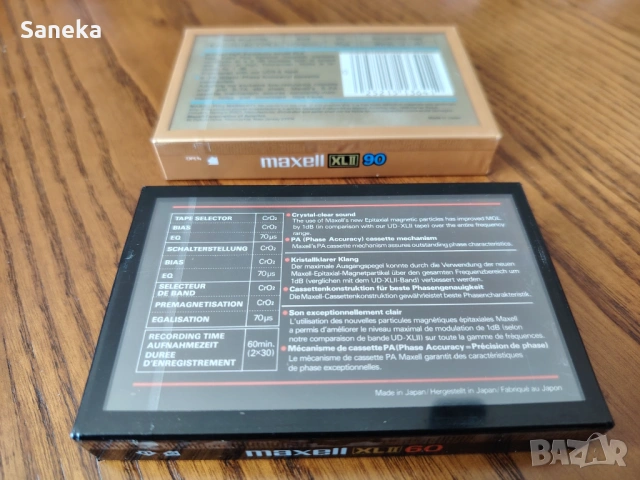 Saneka
maxell XLII 90
TAPE SELECTOR CrO₂
BIAS CrO₂
EQ 70μs
SCHALTERSTELLUNG CrO₂
BIAS CrO₂
EQ 70μs
SELECTEUR
DE BAND CrO₂
PREMAGNETISATION CrO₂
EGALISATION 70μs
RECORDING TIME
AUFNAHMEZEIT
DUREE
D'ENREGISTREMENT
60min.
(2×30)
• Crystal-clear sound
The use of Maxell's new Epitaxial magnetic particles has improved MOL
by 1dB (in comparison with our UD-XLII tape) over the entire frequency
range.
• PA (Phase Accuracy) cassette mechanism
Maxell's PA cassette mechanism assures outstanding phase characteristics.
• Kristallklarer Klang
Der maximale Ausgangspegel konnte durch die Verwendung der neuen
Maxell-Epitaxial-Magnetpartikel über den gesamten Frequenzbereich um
1dB (verglichen mit dem UD-XLII-Band) verbessert werden.
• Cassettenkonstruktion für beste Phasengenauigkeit
Die Maxell-Cassettenkonstruktion gewährleistet beste Phasencharakteristik.
• Son exceptionnellement clair
L'utilisation des nouvelles particules magnétiques épitaxiales Maxell
a permis d'améliorer le niveau maximal de modulation de 1dB (selon
notre comparaison de bande UD-XLII) sur toute la gamme de fréquences.
• Mécanisme de cassette PA (Phase Accuracy=Précision de phase)
Le mécanisme de cassette PA Maxell garantit des caractéristiques
de phase exceptionnelles.
Made in Japan/Hergestellt in Japan/Fabriqué au Japon
maxell XLII 60
BAZAR